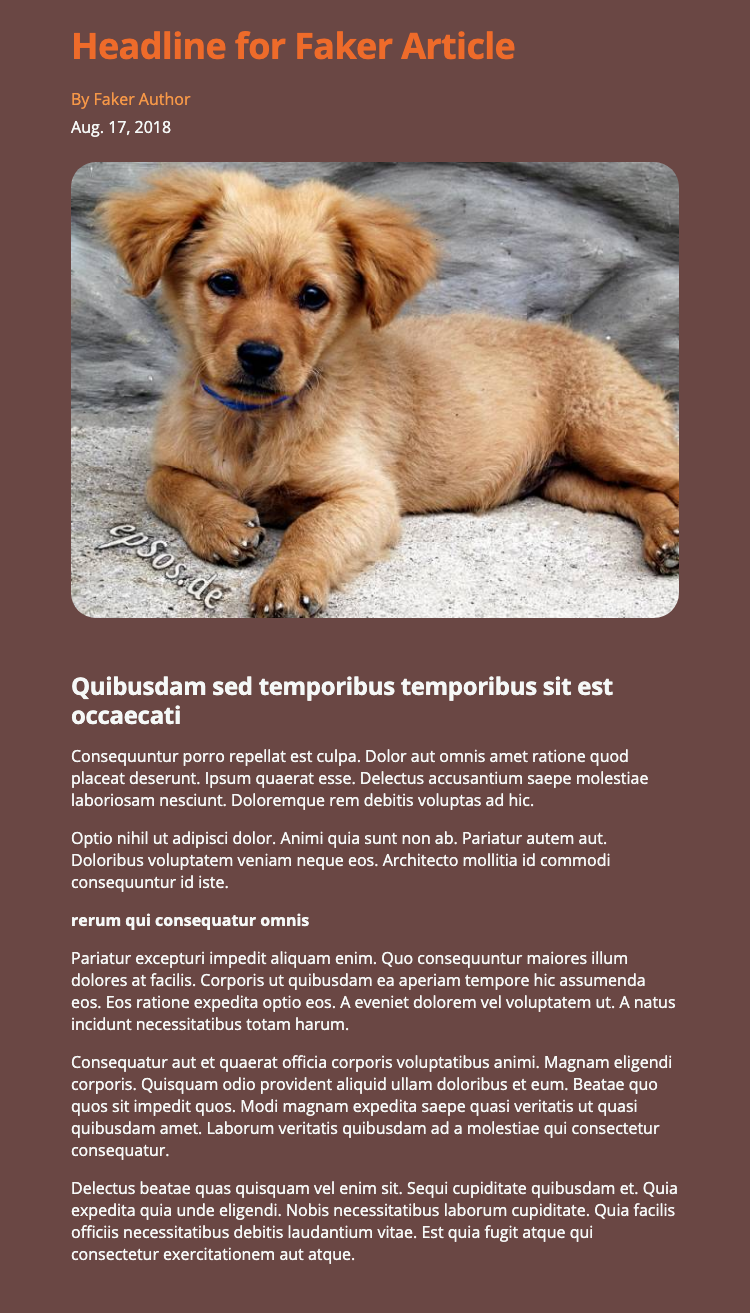 Headline for Faker Article
By Faker Author
Aug. 17, 2018
epSos.de
Quibusdam sed temporibus temporibus sit est
occaecati
Consequuntur porro repellat est culpa. Dolor aut omnis amet ratione quod
placeat deserunt. Ipsum quaerat esse. Delectus accusantium saepe molestiae
laboriosam nesciunt. Doloremque rem debitis voluptas ad hic.
Optio nihil ut adipisci dolor. Animi quia sunt non ab. Pariatur autem aut.
Doloribus voluptatem veniam neque eos. Architecto mollitia id commodi
consequuntur id iste.
rerum qui consequatur omnis
Pariatur excepturi impedit aliquam enim. Quo consequuntur maiores illum
dolores at facilis. Corporis ut quibusdam ea aperiam tempore hic assumenda
eos. Eos ratione expedita optio eos. A eveniet dolorem vel voluptatem ut. A natus
incidunt necessitatibus totam harum.
Consequatur aut et quaerat officia corporis voluptatibus animi. Magnam eligendi
corporis. Quisquam odio provident aliquid ullam doloribus et eum. Beatae quo
quos sit impedit quos. Modi magnam expedita saepe quasi veritatis ut quasi
quibusdam amet. Laborum veritatis quibusdam ad a molestiae qui consectetur
consequatur.
Delectus beatae quas quisquam vel enim sit. Sequi cupiditate quibusdam et. Quia
expedita quia unde eligendi. Nobis necessitatibus laborum cupiditate. Quia facilis
officiis necessitatibus debitis laudantium vitae. Est quia fugit atque qui
consectetur exercitationem aut atque.